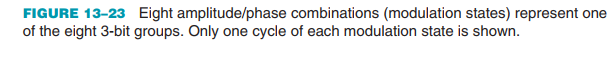 FIGURE 13–23 Eight amplitude/phase combinations (modulation states) represent one
of the eight 3-bit groups. Only one cycle of each modulation state is shown.